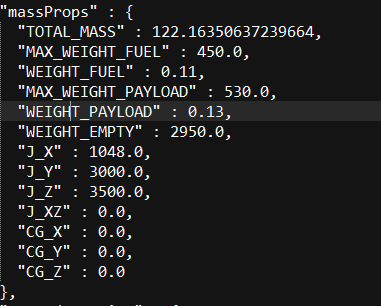 "massProps" : {
"TOTAL_MASS" : 122.16350637239664,
"MAX_WEIGHT_FUEL" : 450.0,
"WEIGHT_FUEL" : 0.11,
"MAX_WEIGHT_PAYLOAD" : 530.0,
"WEIGHT_PAYLOAD" : 0.13,
"WEIGHT_EMPTY" : 2950.0,
"J_X" : 1048.0,
"J_Y" : 3000.0,
"J_Z" : 3500.0,
"J_XZ" : 0.0,
"CG_X" : 0.0,
"CG_Y" : 0.0,
"CG_Z" : 0.0
},